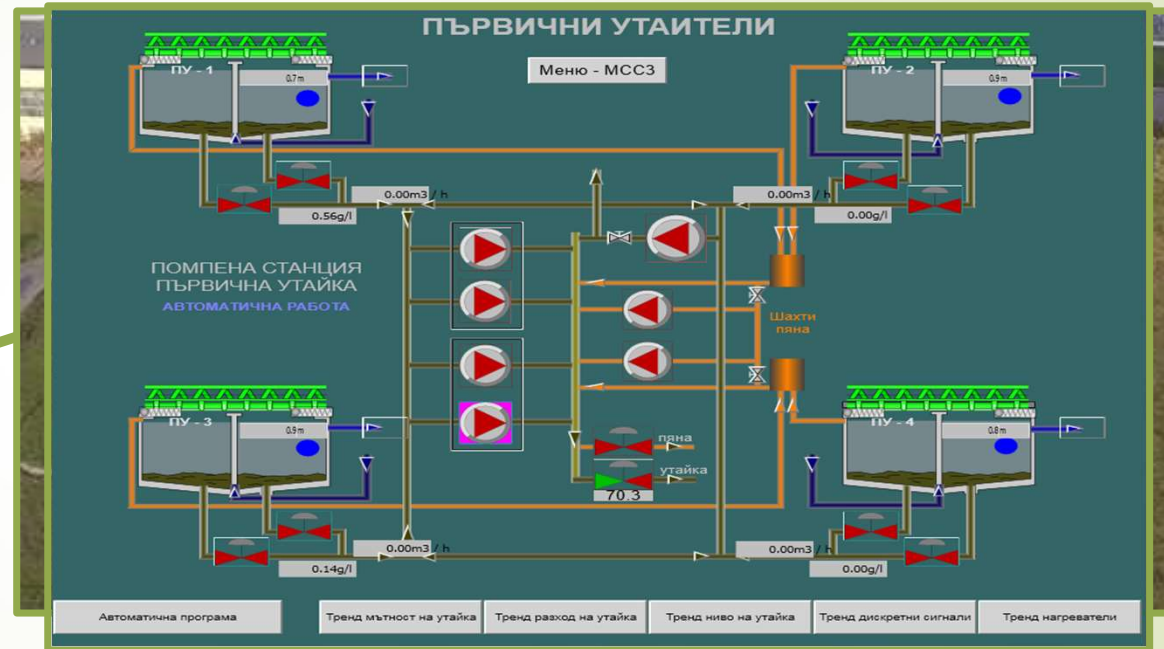 ПЪРВИЧНИ УТАИТЕЛИ
Меню - МСС3
ПУ - 1
0.7m
ПУ - 2
0.9m
0.00m3 / h
0.56g/l
0.00m3 / h
0.00g/l
ПОМПЕНА СТАНЦИЯ
ПЪРВИЧНА УТАЙКА
АВТОМАТИЧНА РАБОТА
Шахти
пяна
ПУ - 3
0.9m
ПУ - 4
0.8m
пяна
утайка
70.3
0.00m3 / h
0.14g/l
0.00m3 / h
0.00g/l
Автоматична програма
Тренд мътност на утайка
Тренд разход на утайка
Тренд ниво на утайка
Тренд дискретни сигнали
Тренд нагреватели